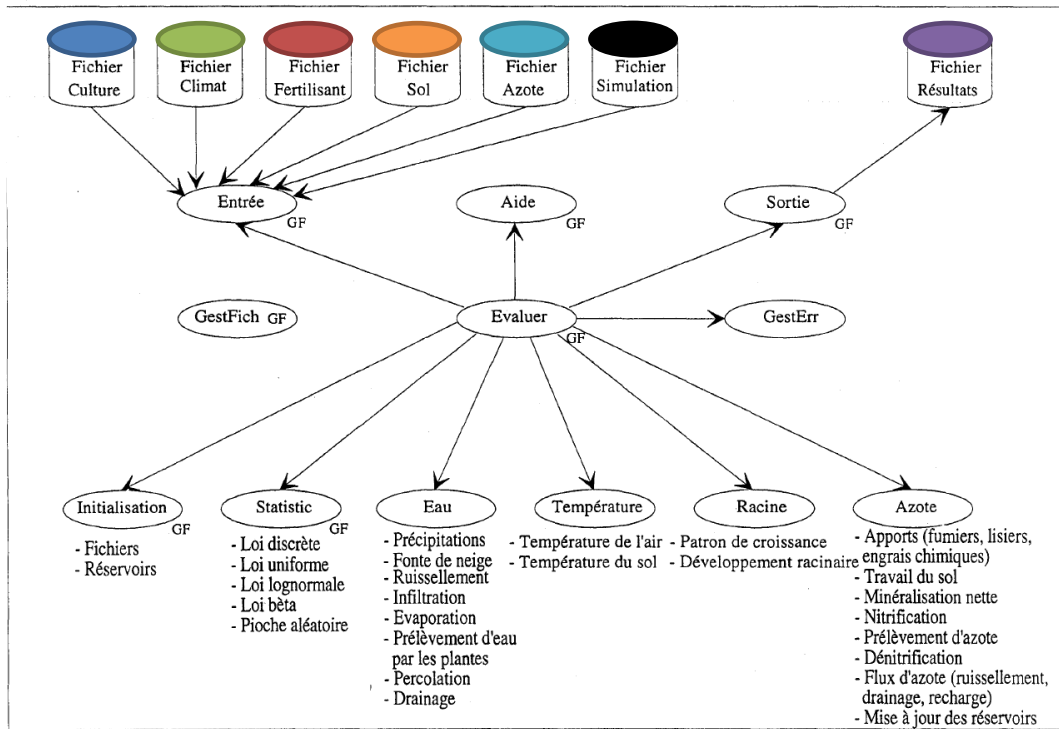 Fichier
Culture
Fichier
Climat
Fichier
Fertilisant
Fichier
Sol
Fichier
Azote
Fichier
Simulation
Fichier
Résultats
Entrée
GF
Aide
GF
Sortie
GF
GestFich GF
Evaluer
GF
GestErr
Initialisation
GF
- Fichiers
- Réservoirs
Statistic
GF
- Loi discrète
- Loi uniforme
- Loi lognormale
- Loi bèta
- Pioche aléatoire
Eau
- Précipitations
- Fonte de neige
- Ruissellement
- Infiltration
- Evaporation
- Prélèvement d'eau
par les plantes
- Percolation
- Drainage
Température
- Température de l'air
- Température du sol
Racine
- Patron de croissance
- Développement racinaire
Azote
- Apports (fumiers, lisiers,
engrais chimiques)
- Travail du sol
- Minéralisation nette
- Nitrification
- Prélèvement d'azote
- Dénitrification
- Flux d'azote (ruissellement,
drainage, recharge)
- Mise à jour des réservoirs